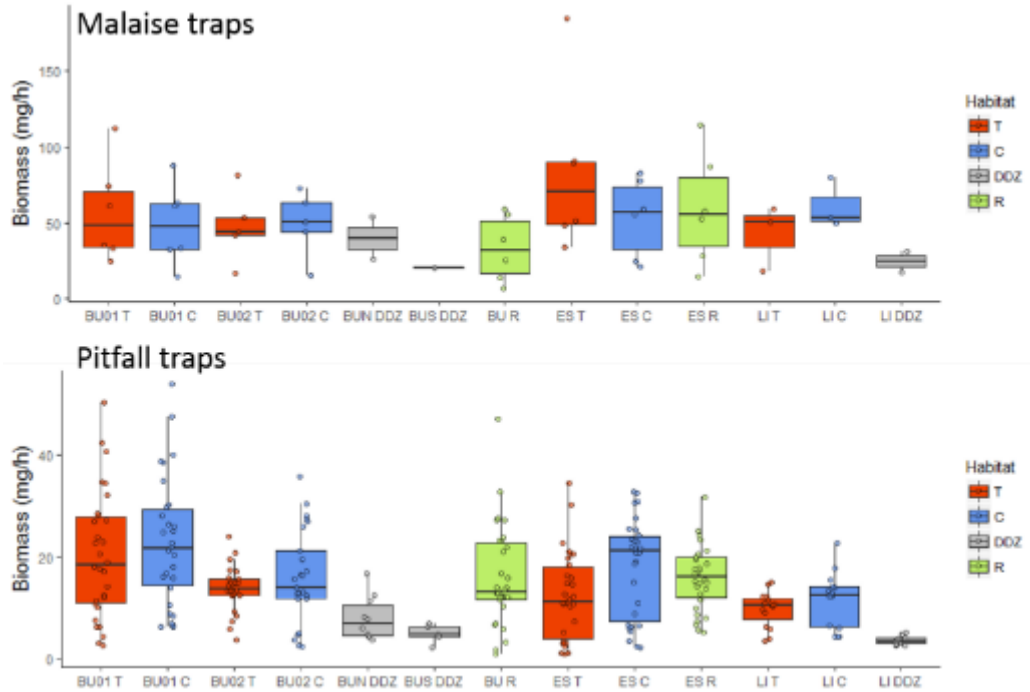 Malaise traps
Biomass (mg/h)
150
100
50
0
BU01 T BU01 C BU02 T BU02 C BUN DDZ BUS DDZ BU R ES T ES C ES R LI T LI C LI DDZ
Habitat
T
C
DDZ
R
Pitfall traps
Biomass (mg/h)
40
20
0
BU01 T BU01 C BU02 T BU02 C BUN DDZ BUS DDZ BU R ES T ES C ES R LI T LI C LI DDZ
Habitat
T
C
DDZ
R